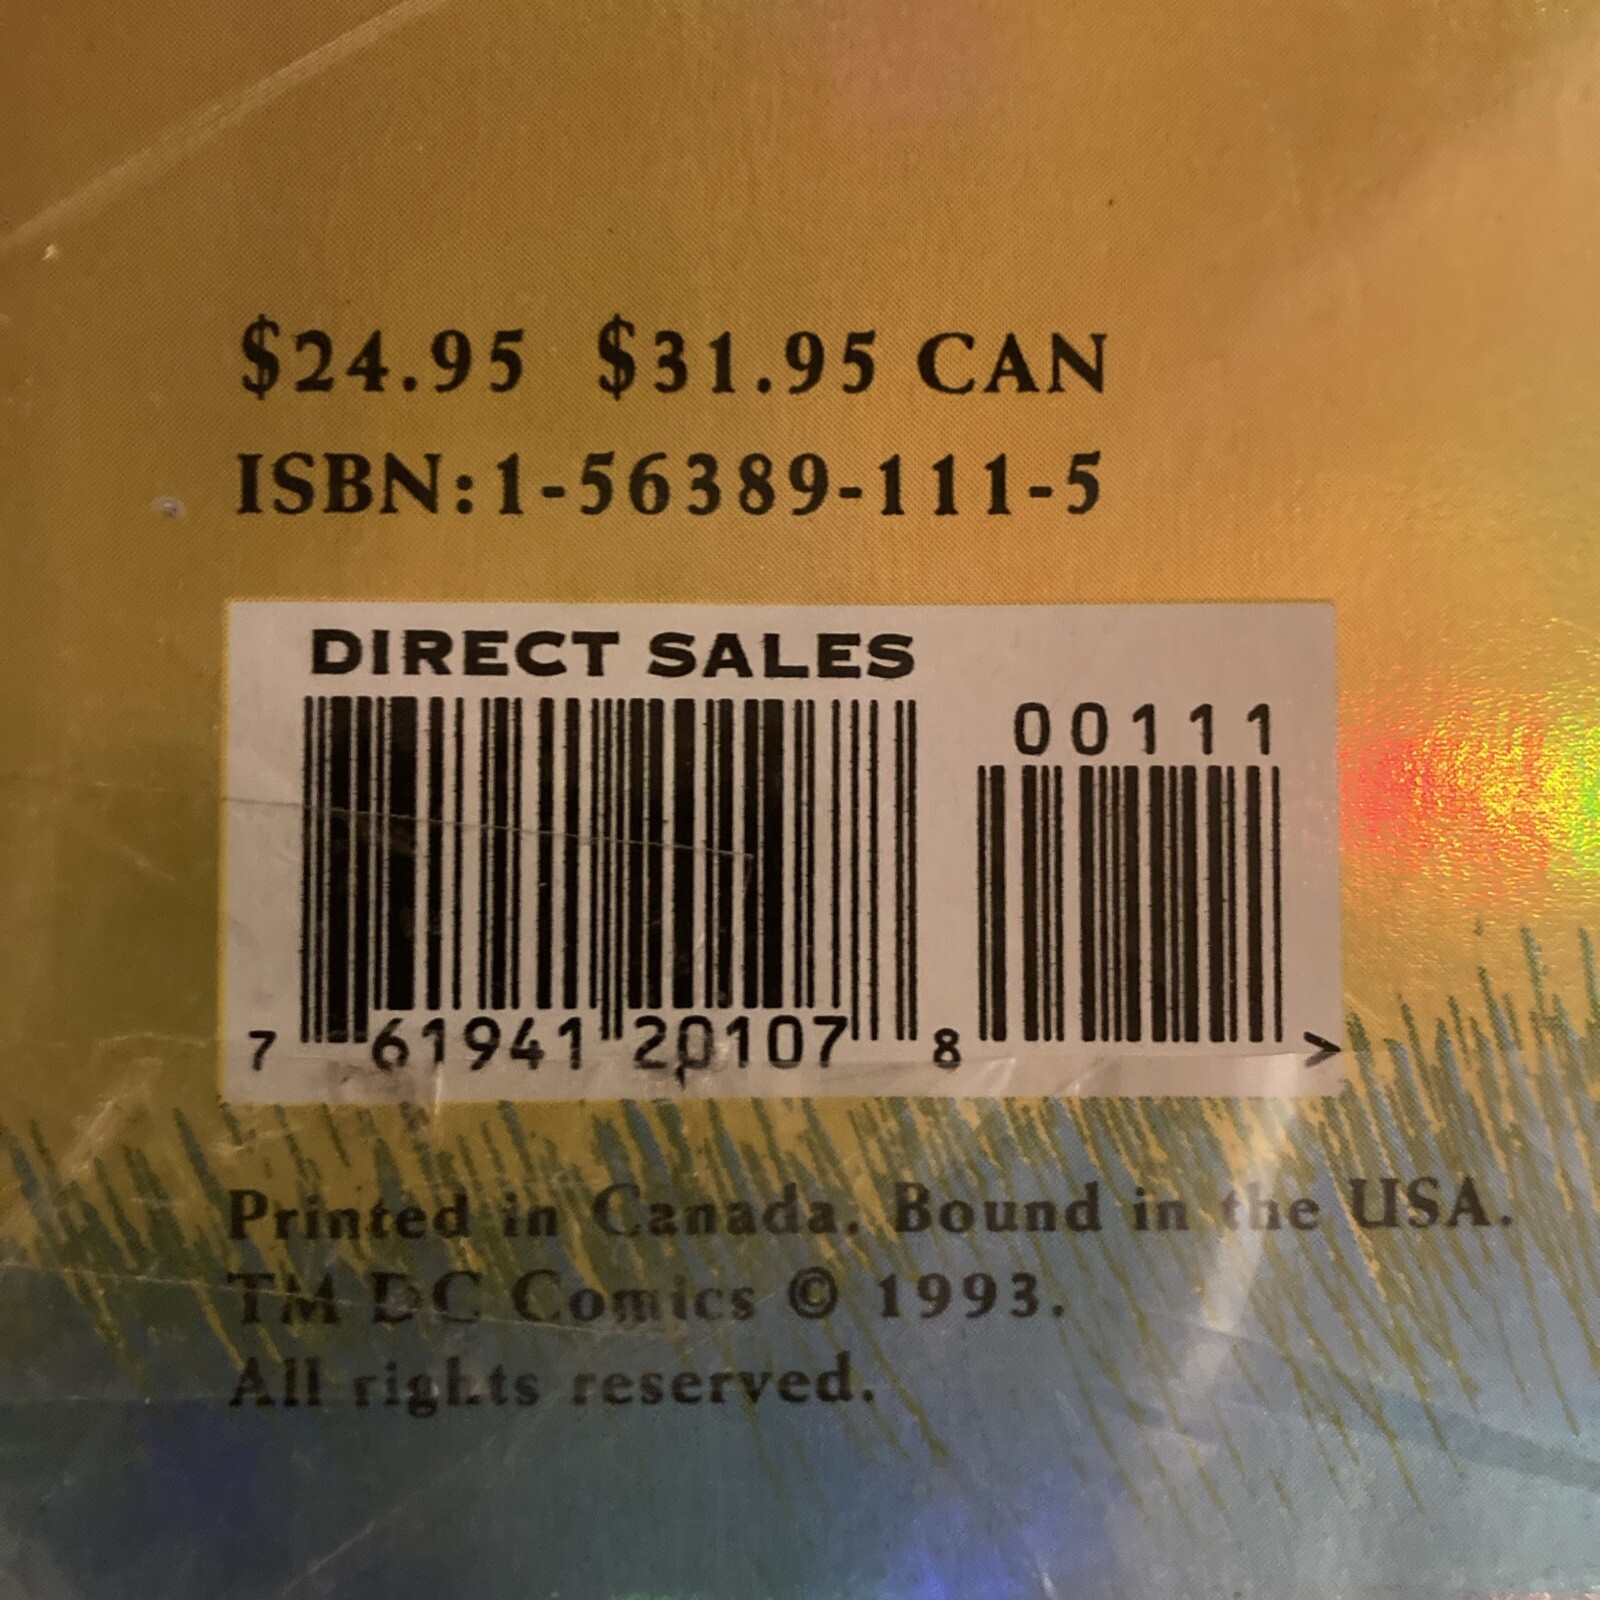 $24.95 $31.95 CAN
ISBN: 1-56389-111-5
DIRECT SALES
00111
7 61941 20107 8 >
Printed in Canada. Bound in the USA.
TM DC Comics © 1993.
All rights reserved.